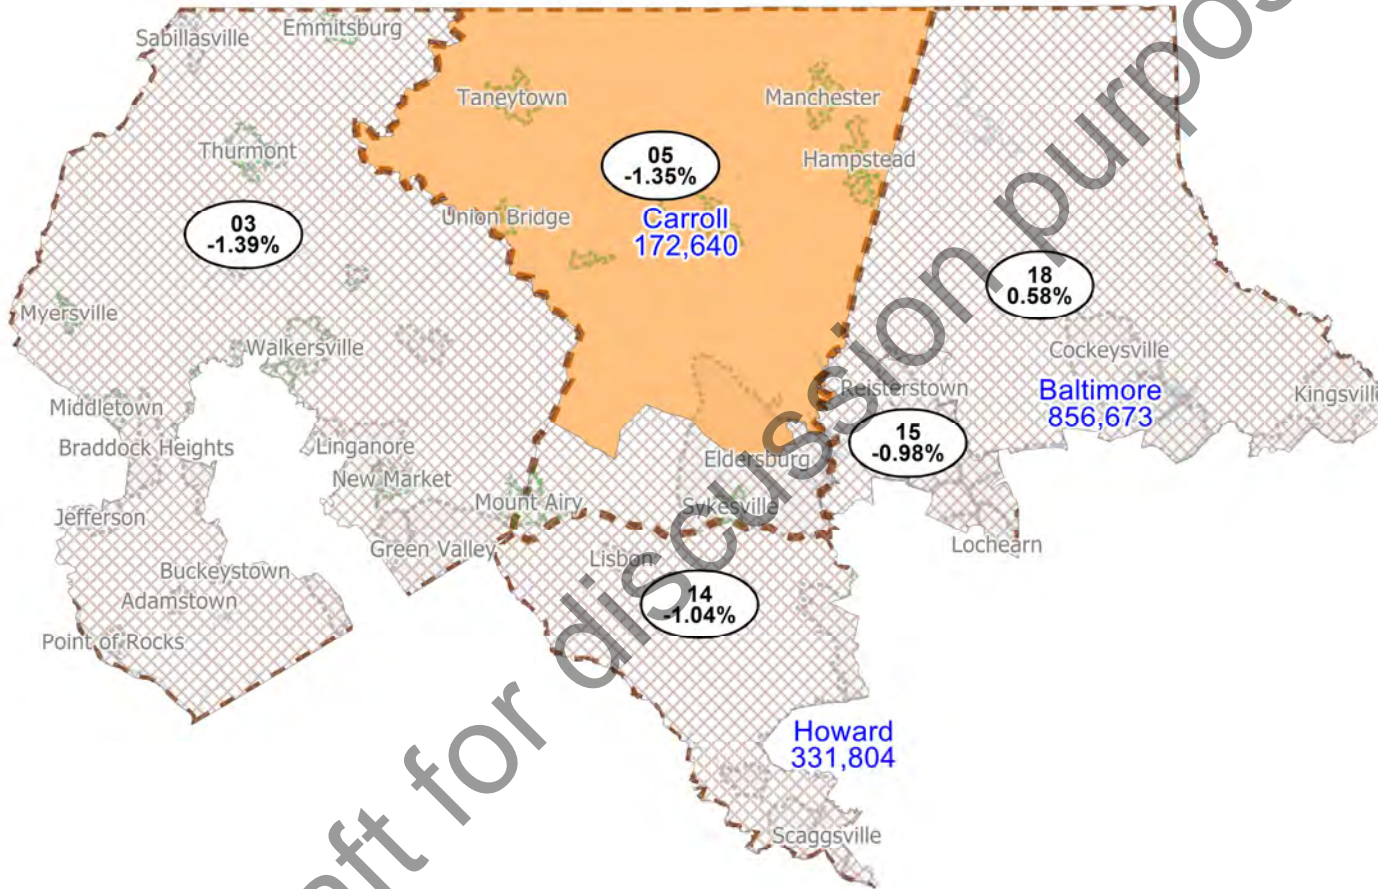 Sabillasville
Emmitsburg
Taneytown
Manchester
Thurmont
Hampstead
05
-1.35%
Union Bridge
Carroll
172,640
03
-1.39%
18
0.58%
Myersville
Walkersville
Cockeysville
Reisterstown
Baltimore
856,673
Kingsvill
Middletown
Braddock Heights
Linganore
15
-0.98%
Eldersburg
New Market
Mount Airy
Sykesville
Jefferson
Green Valley
Lisbon
Lochearn
Buckeystown
Adamstown
14
-1.04%
Point of Rocks
Howard
331,804
Scaggsville
aft for discussion purpos